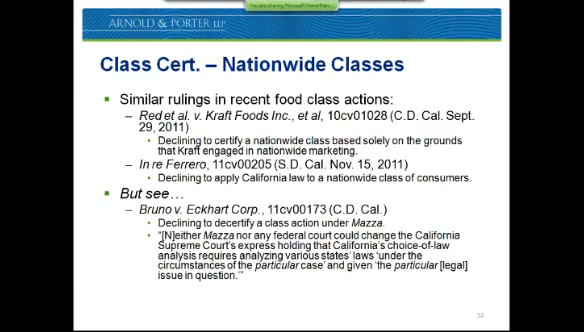 You are sharing Microsoft PowerPoint...
ARNOLD & PORTER LLP
Class Cert. – Nationwide Classes
▪ Similar rulings in recent food class actions:
– Red et al. v. Kraft Foods Inc., et al, 10cv01028 (C.D. Cal. Sept.
29, 2011)
• Declining to certify a nationwide class based solely on the grounds
that Kraft engaged in nationwide marketing.
– In re Ferrero, 11cv00205 (S.D. Cal. Nov. 15, 2011)
• Declining to apply California law to a nationwide class of consumers.
▪ But see…
– Bruno v. Eckhart Corp., 11cv00173 (C.D. Cal.)
• Declining to decertify a class action under Mazza.
• “[N]either Mazza nor any federal court could change the California
Supreme Court’s express holding that California’s choice-of-law
analysis requires analyzing various states’ laws ‘under the
circumstances of the particular case’ and given ‘the particular [legal]
issue in question.’”
34